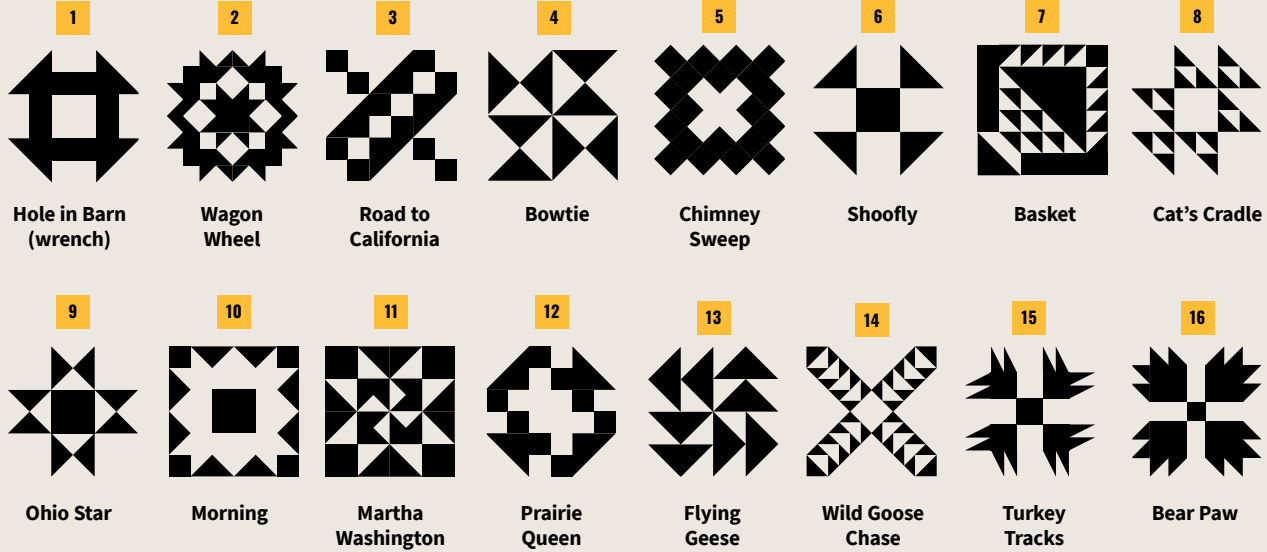 1
2
3
4
5
6
7
8
Hole in Barn
(wrench)
Wagon
Wheel
Road to
California
Bowtie
Chimney
Sweep
Shoofly
Basket
Cat's Cradle
9
10
11
12
13
14
15
16
Ohio Star
Morning
Martha
Washington
Prairie
Queen
Flying
Geese
Wild Goose
Chase
Turkey
Tracks
Bear Paw